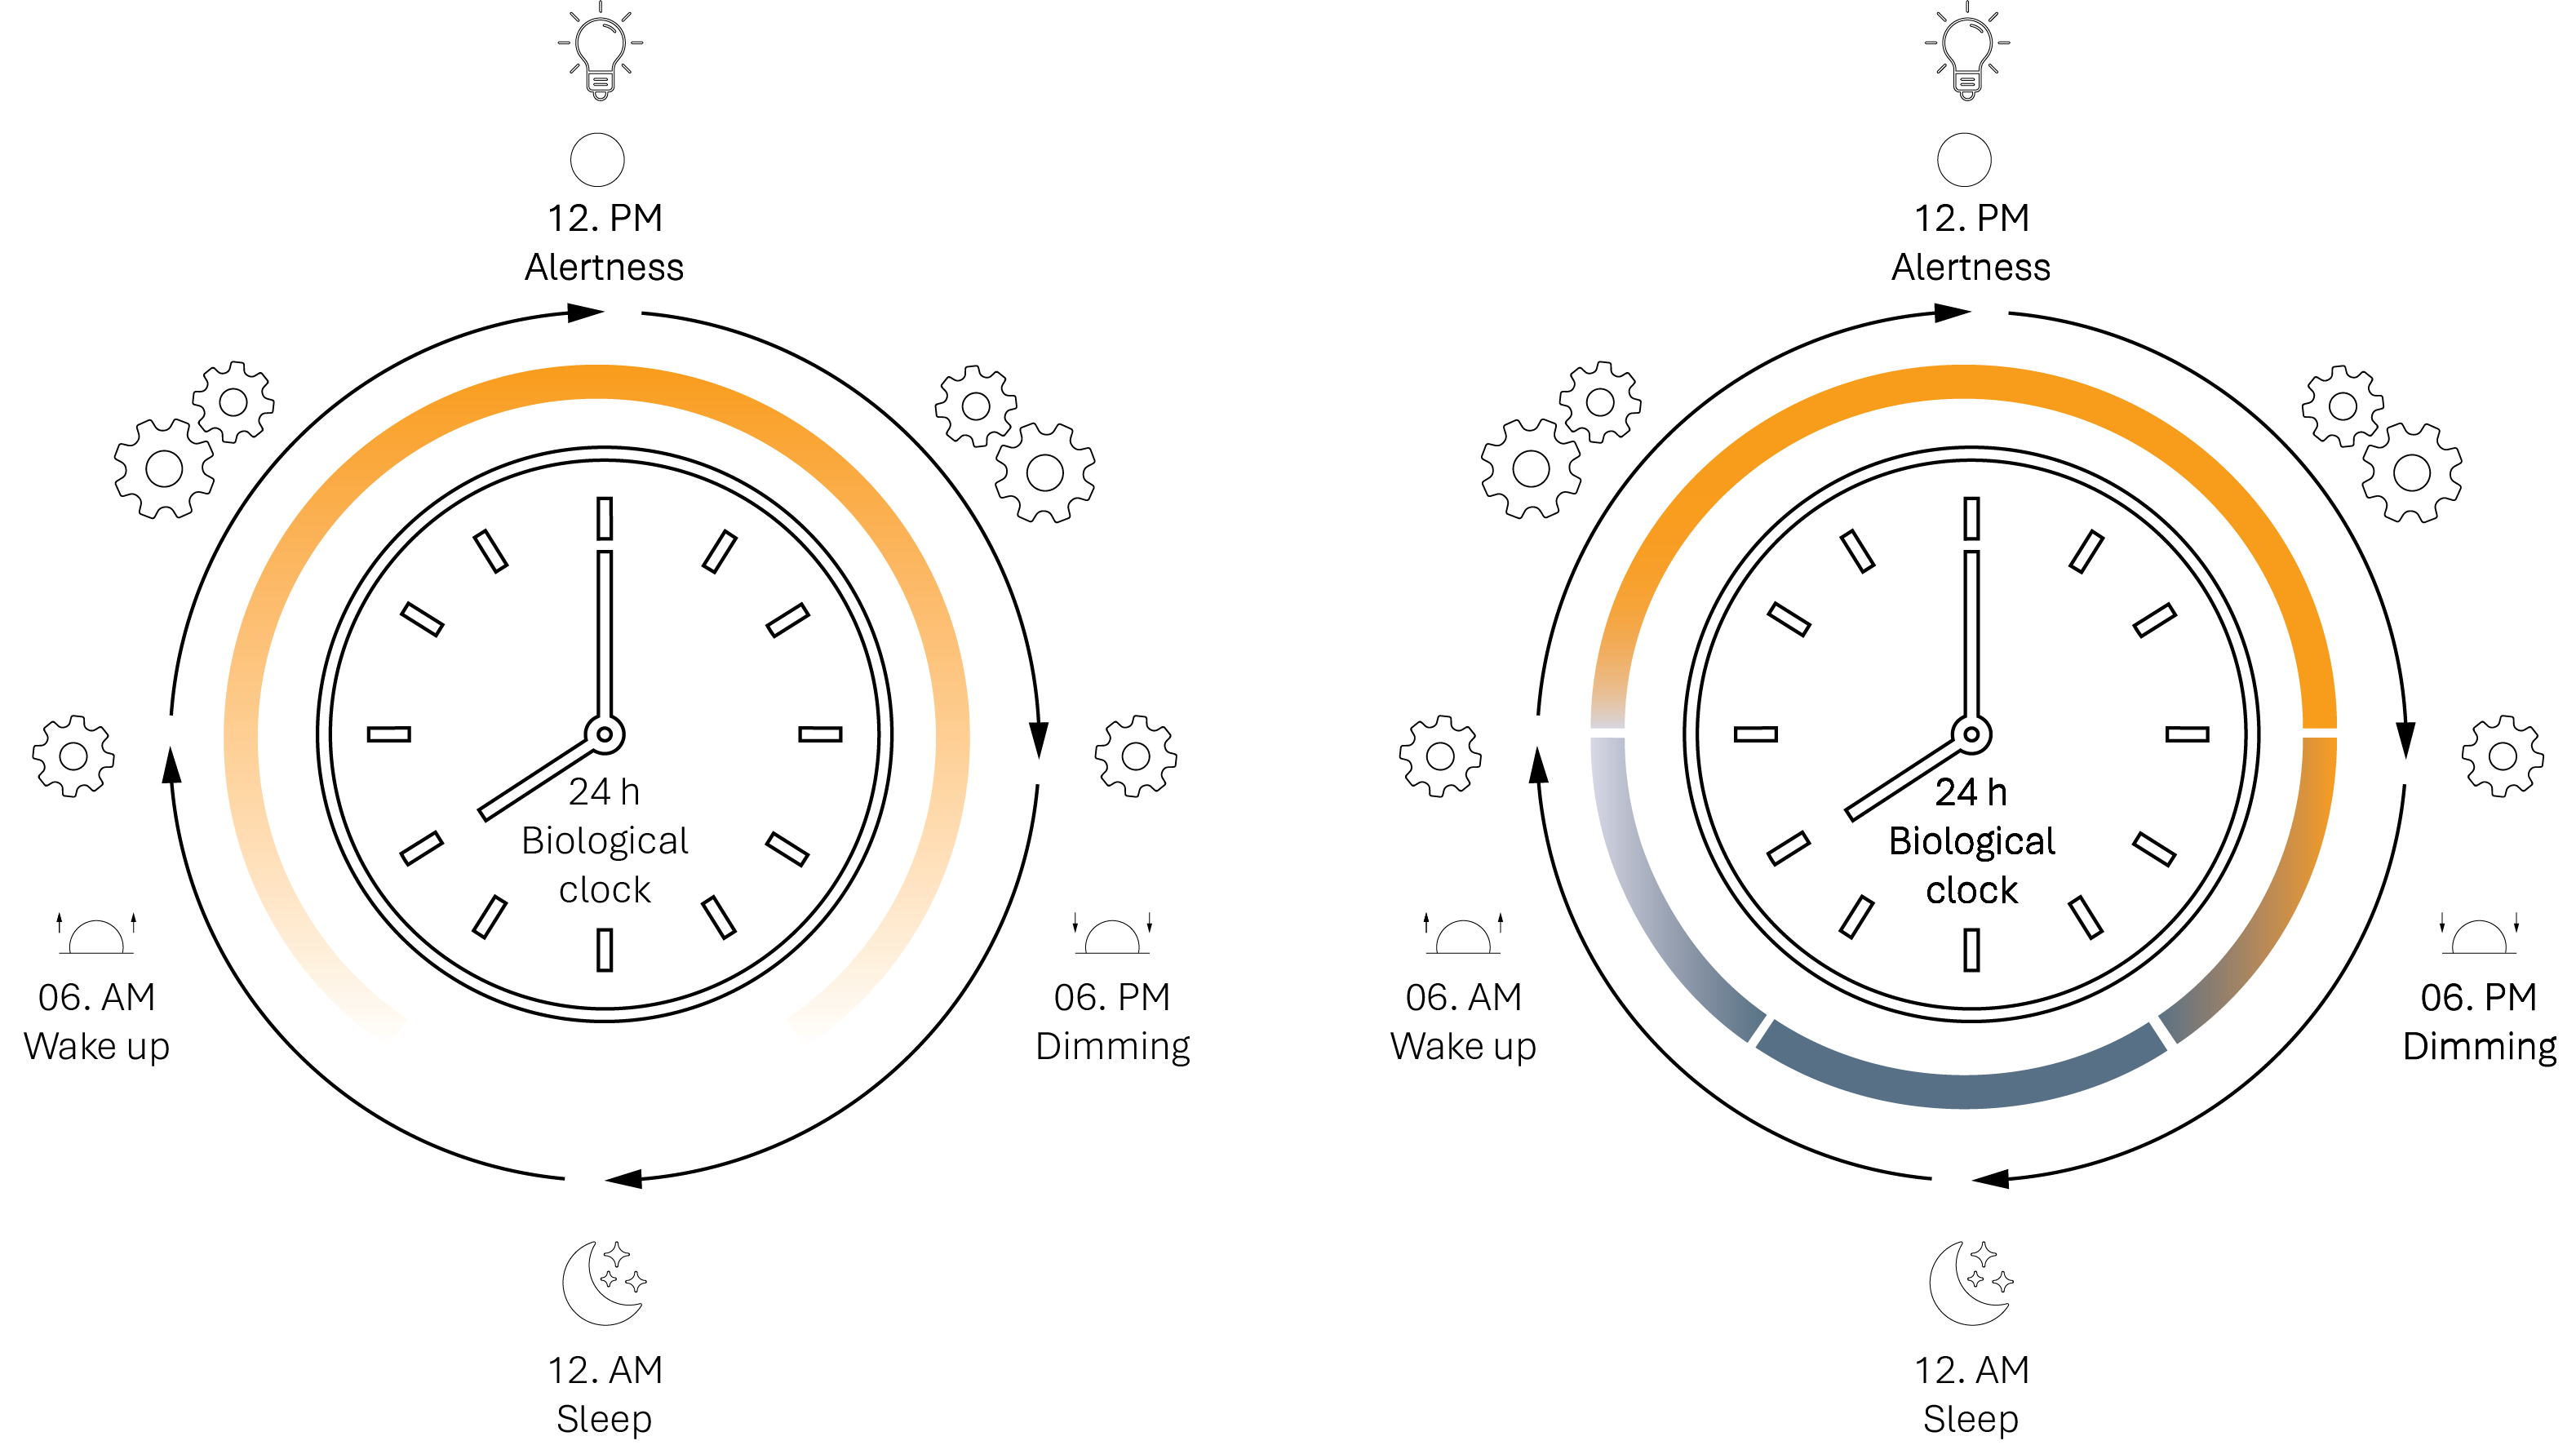 12. PM
Alertness
24 h
Biological
clock
06. AM
Wake up
06. PM
Dimming
12. AM
Sleep
12. PM
Alertness
24 h
Biological
clock
06. AM
Wake up
06. PM
Dimming
12. AM
Sleep